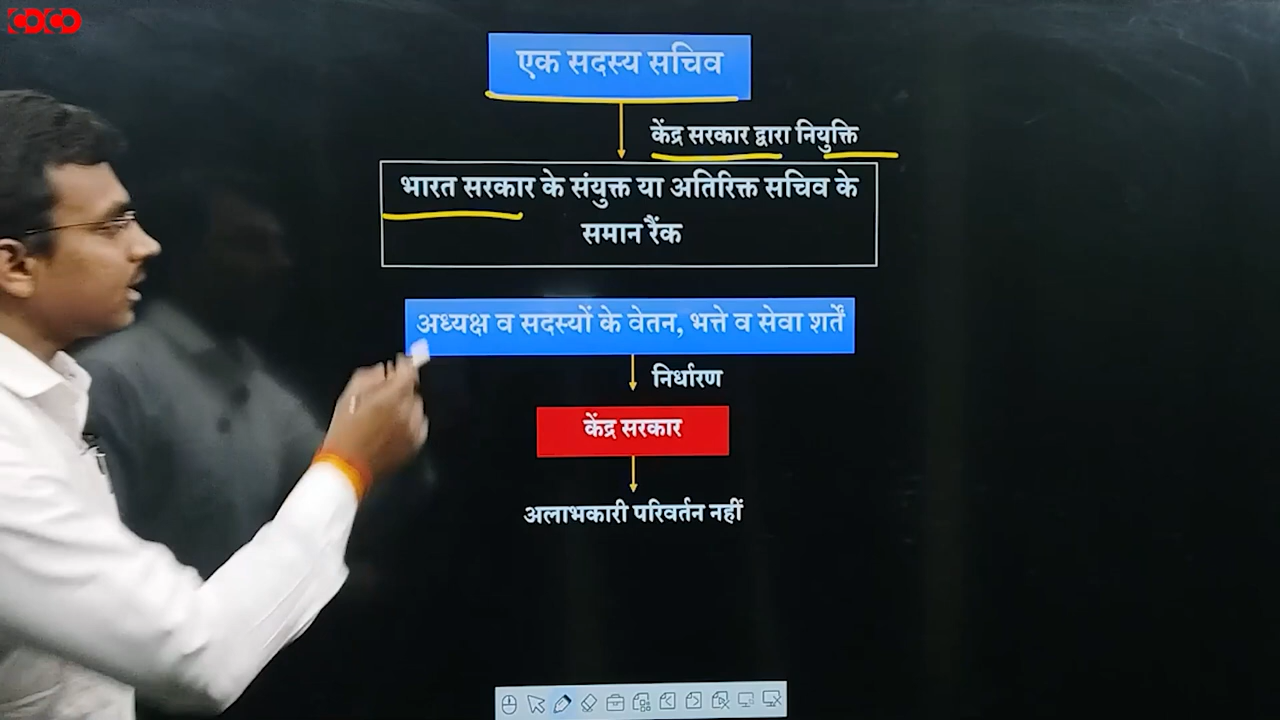 COCO
एक सदस्य सचिव
केंद्र सरकार द्वारा नियुक्ति
भारत सरकार के संयुक्त या अतिरिक्त सचिव के
समान रैंक
अध्यक्ष व सदस्यों के वेतन, भत्ते व सेवा शर्तें
निर्धारण
केंद्र सरकार
अलाभकारी परिवर्तन नहीं